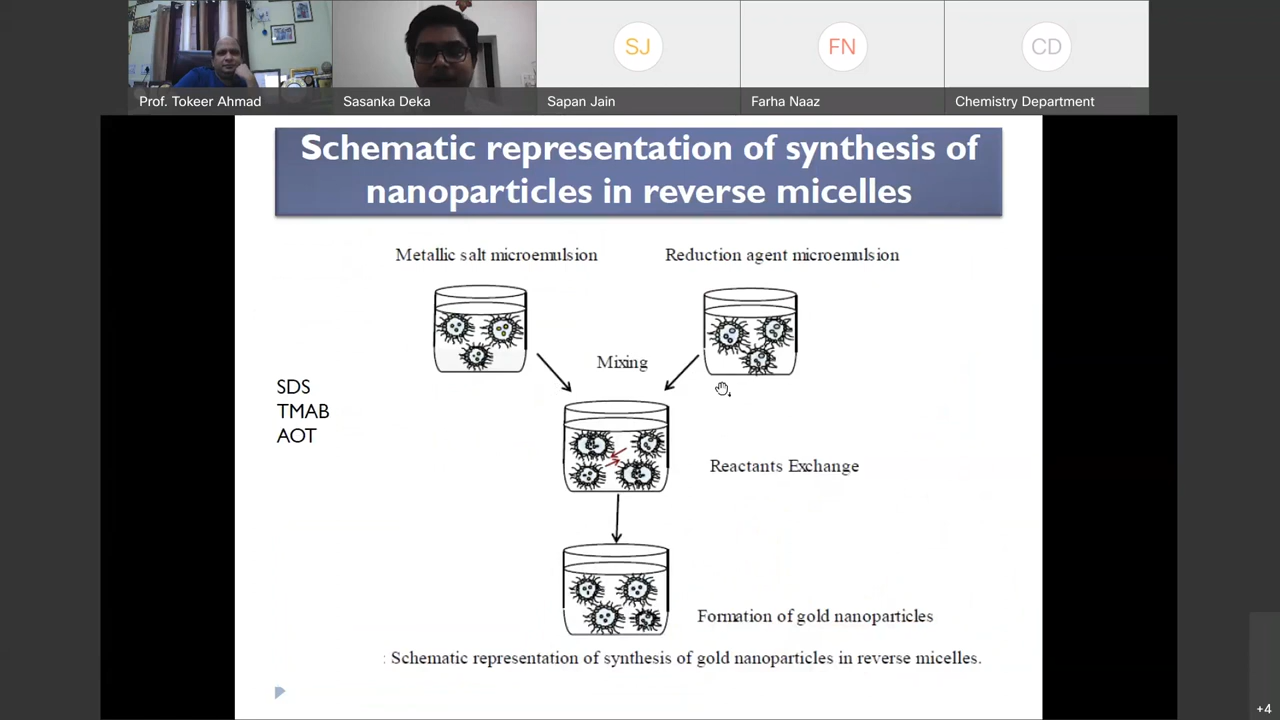 SJ
FN
CD
Prof. Tokeer Ahmad
Sasanka Deka
Sapan Jain
Farha Naaz
Chemistry Department
Schematic representation of synthesis of
nanoparticles in reverse micelles
Metallic salt microemulsion
Reduction agent microemulsion
Mixing
SDS
TMAB
AOT
Reactants Exchange
Formation of gold nanoparticles
: Schematic representation of synthesis of gold nanoparticles in reverse micelles.
+4